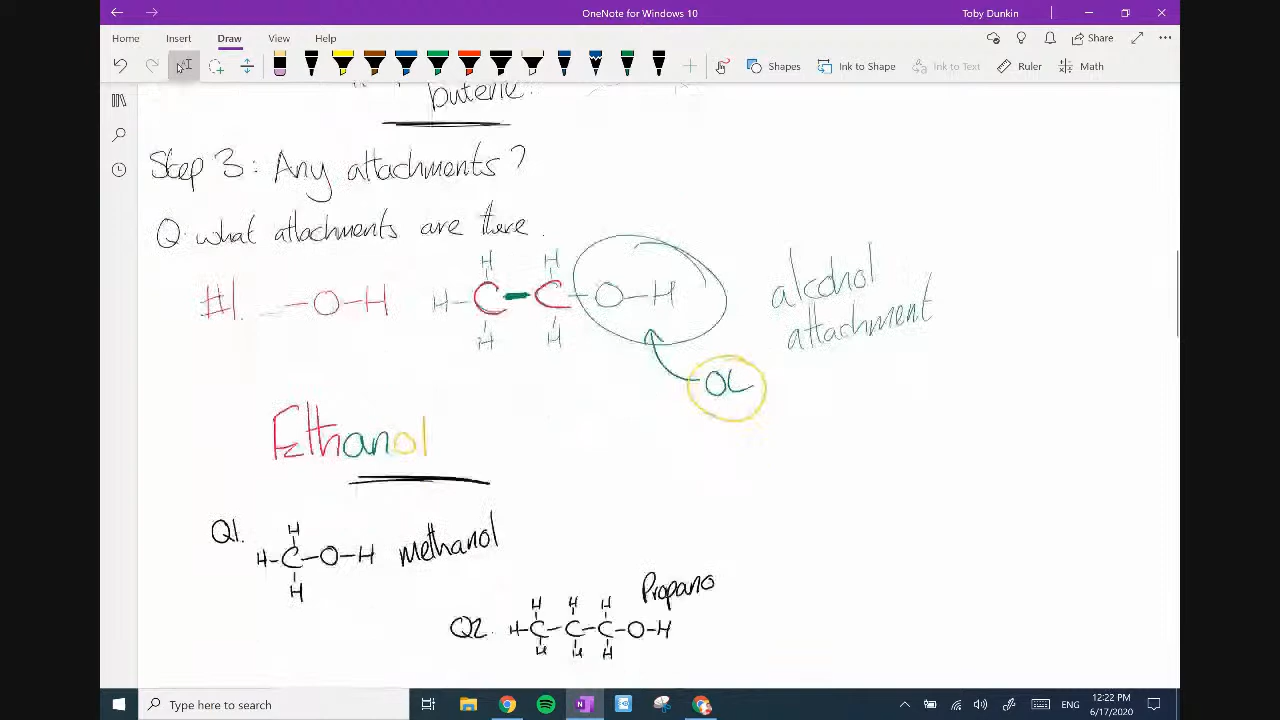 OneNote for Windows 10
Toby Dunkin
Home Insert Draw View Help
Share
Shapes Ink to Shape Ink to Text Ruler Math
butene.
Step 3: Any attachments?
Q. what attachments are there.
#1. —O—H
H H
H—C—C—O—H
H H
alcohol
attachment
OL
Ethanol
Q1.
H
H—C—O—H methanol
H
Propano
Q2.
H H H
H—C—C—C—O—H
H H H
Type here to search
ENG
12:22 PM
6/17/2020